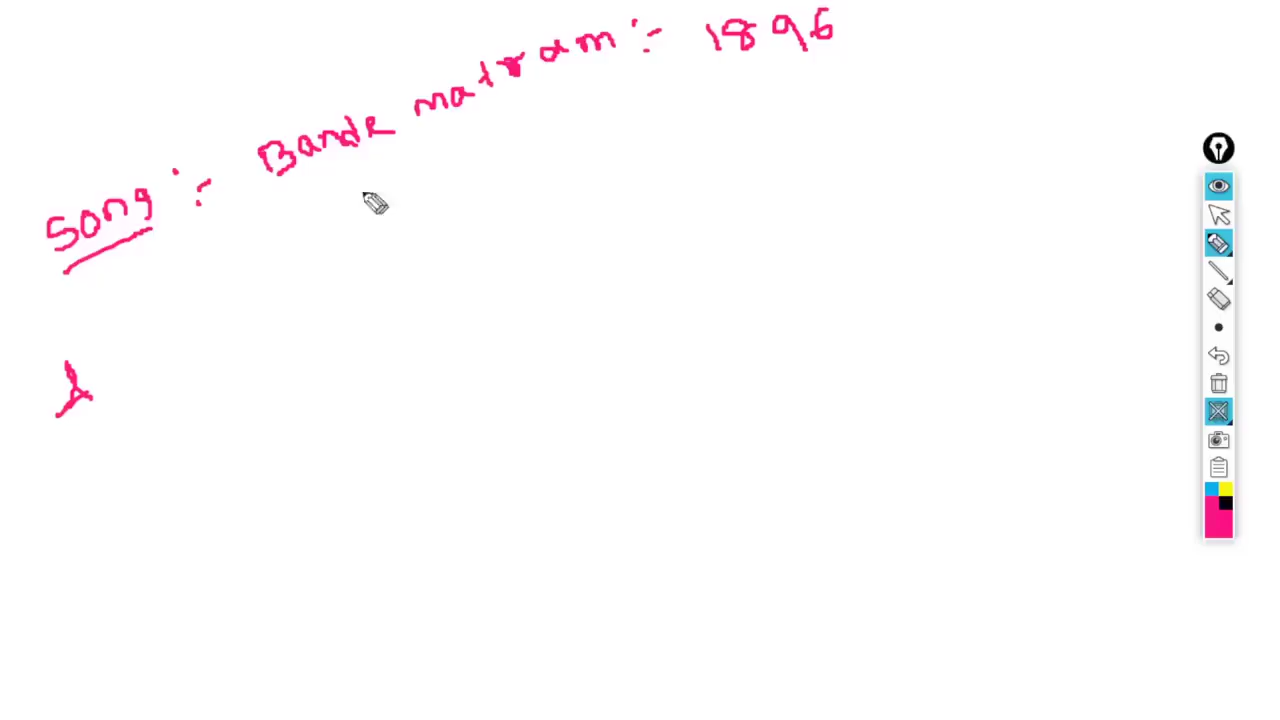 Song :- Bande matram :- 1896